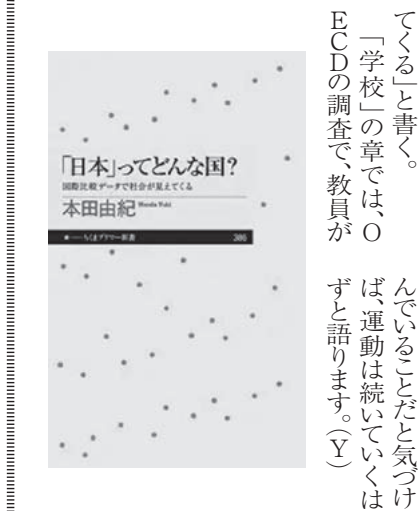 てくる」と書く。
「学校」の章では、O
ECDの調査で、教員が
んでいることだと気づけ
ば、運動は続いていくは
ずと語ります。(Y)
「日本」ってどんな国?
国際比較データで社会が見えてくる
本田由紀 Honda Yuki
ちくまプリマー新書
386